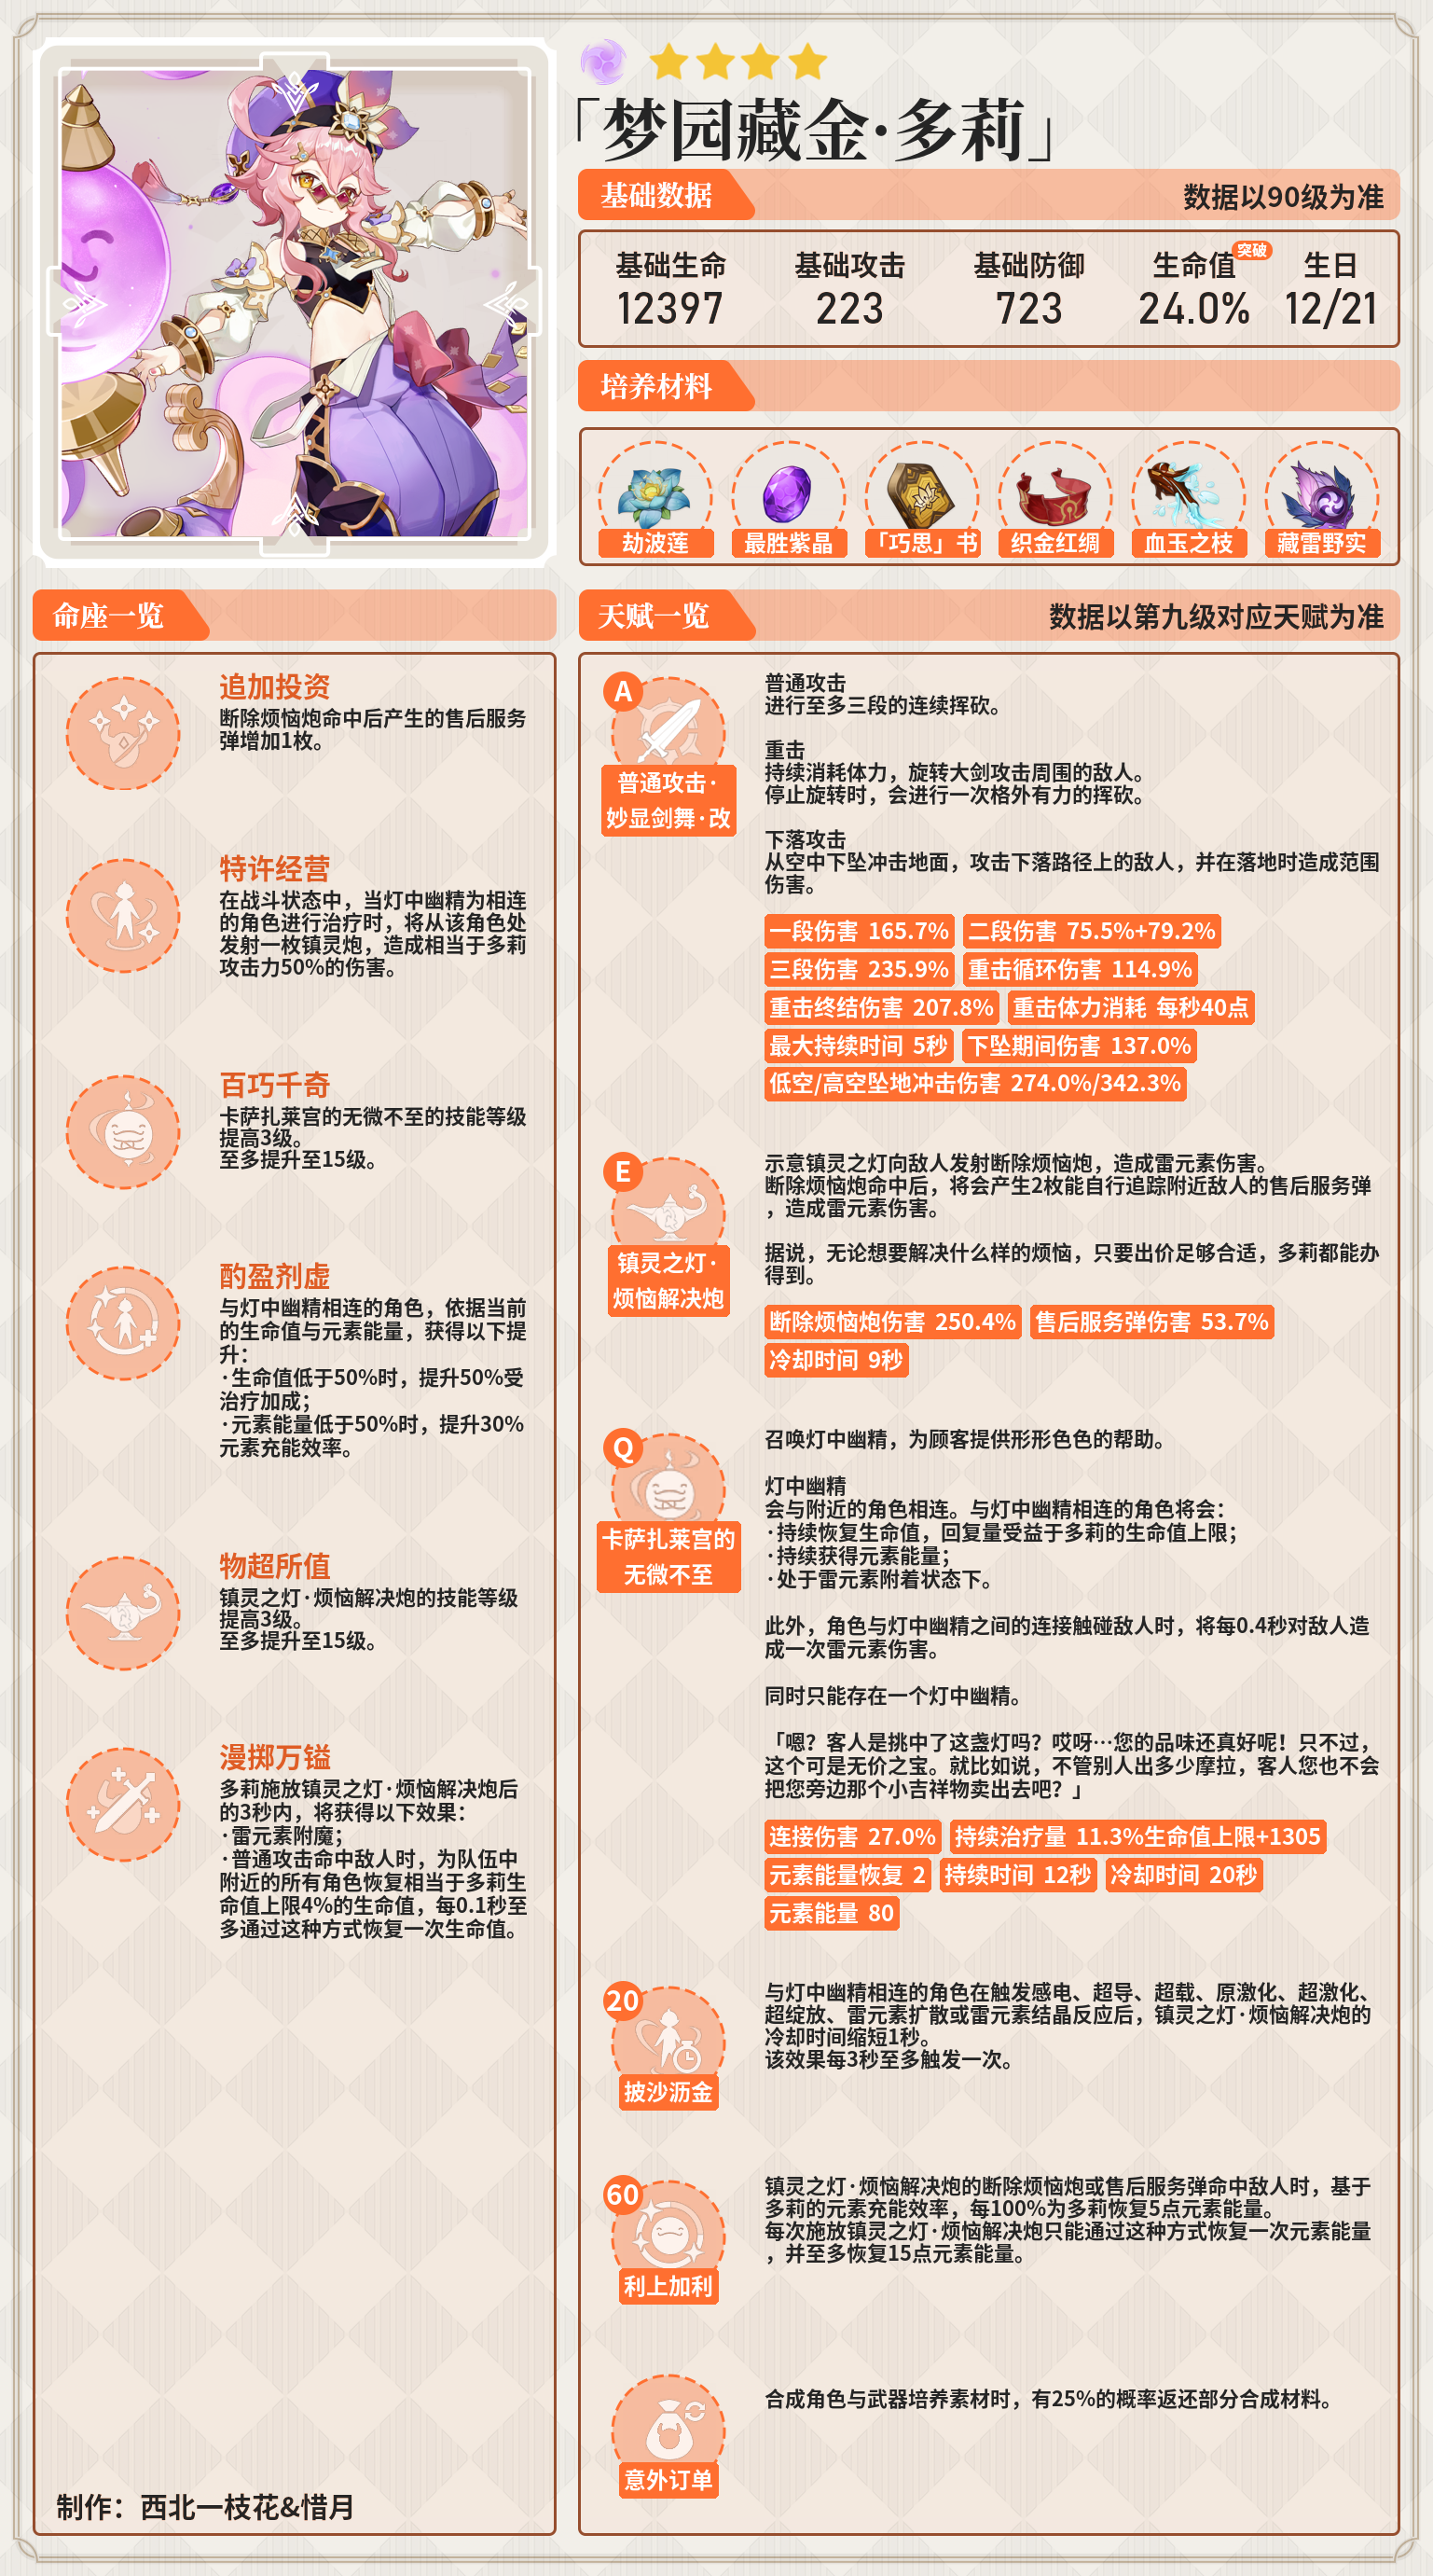 「梦园藏金·多莉」
基础数据
数据以90级为准
基础生命 基础攻击 基础防御 生命值 突破 生日
12397 223 723 24.0% 12/21
培养材料
劫波莲 最胜紫晶 「巧思」书 织金红绸 血玉之枝 藏雷野实
命座一览
追加投资
断除烦恼炮命中后产生的售后服务
弹增加1枚。
特许经营
在战斗状态中，当灯中幽精为相连
的角色进行治疗时，将从该角色处
发射一枚镇灵炮，造成相当于多莉
攻击力50%的伤害。
百巧千奇
卡萨扎莱宫的无微不至的技能等级
提高3级。
至多提升至15级。
酌盈剂虚
与灯中幽精相连的角色，依据当前
的生命值与元素能量，获得以下提
升：
·生命值低于50%时，提升50%受
治疗加成；
·元素能量低于50%时，提升30%
元素充能效率。
物超所值
镇灵之灯·烦恼解决炮的技能等级
提高3级。
至多提升至15级。
漫掷万镒
多莉施放镇灵之灯·烦恼解决炮后
的3秒内，将获得以下效果：
·雷元素附魔；
·普通攻击命中敌人时，为队伍中
附近的所有角色恢复相当于多莉生
命值上限4%的生命值，每0.1秒至
多通过这种方式恢复一次生命值。
制作：西北一枝花&惜月
天赋一览
数据以第九级对应天赋为准
A
普通攻击·
妙显剑舞·改
普通攻击
进行至多三段的连续挥砍。
重击
持续消耗体力，旋转大剑攻击周围的敌人。
停止旋转时，会进行一次格外有力的挥砍。
下落攻击
从空中下坠冲击地面，攻击下落路径上的敌人，并在落地时造成范围
伤害。
一段伤害 165.7% 二段伤害 75.5%+79.2%
三段伤害 235.9% 重击循环伤害 114.9%
重击终结伤害 207.8% 重击体力消耗 每秒40点
最大持续时间 5秒 下坠期间伤害 137.0%
低空/高空坠地冲击伤害 274.0%/342.3%
E
镇灵之灯·
烦恼解决炮
示意镇灵之灯向敌人发射断除烦恼炮，造成雷元素伤害。
断除烦恼炮命中后，将会产生2枚能自行追踪附近敌人的售后服务弹
，造成雷元素伤害。
据说，无论想要解决什么样的烦恼，只要出价足够合适，多莉都能办
得到。
断除烦恼炮伤害 250.4% 售后服务弹伤害 53.7%
冷却时间 9秒
Q
卡萨扎莱宫的
无微不至
召唤灯中幽精，为顾客提供形形色色的帮助。
灯中幽精
会与附近的角色相连。与灯中幽精相连的角色将会：
·持续恢复生命值，回复量受益于多莉的生命值上限；
·持续获得元素能量；
·处于雷元素附着状态下。
此外，角色与灯中幽精之间的连接触碰敌人时，将每0.4秒对敌人造
成一次雷元素伤害。
同时只能存在一个灯中幽精。
「嗯？客人是挑中了这盏灯吗？哎呀…您的品味还真好呢！只不过，
这个可是无价之宝。就比如说，不管别人出多少摩拉，客人您也不会
把您旁边那个小吉祥物卖出去吧？」
连接伤害 27.0% 持续治疗量 11.3%生命值上限+1305
元素能量恢复 2 持续时间 12秒 冷却时间 20秒
元素能量 80
20
披沙沥金
与灯中幽精相连的角色在触发感电、超导、超载、原激化、超激化、
超绽放、雷元素扩散或雷元素结晶反应后，镇灵之灯·烦恼解决炮的
冷却时间缩短1秒。
该效果每3秒至多触发一次。
60
利上加利
镇灵之灯·烦恼解决炮的断除烦恼炮或售后服务弹命中敌人时，基于
多莉的元素充能效率，每100%为多莉恢复5点元素能量。
每次施放镇灵之灯·烦恼解决炮只能通过这种方式恢复一次元素能量
，并至多恢复15点元素能量。
意外订单
合成角色与武器培养素材时，有25%的概率返还部分合成材料。